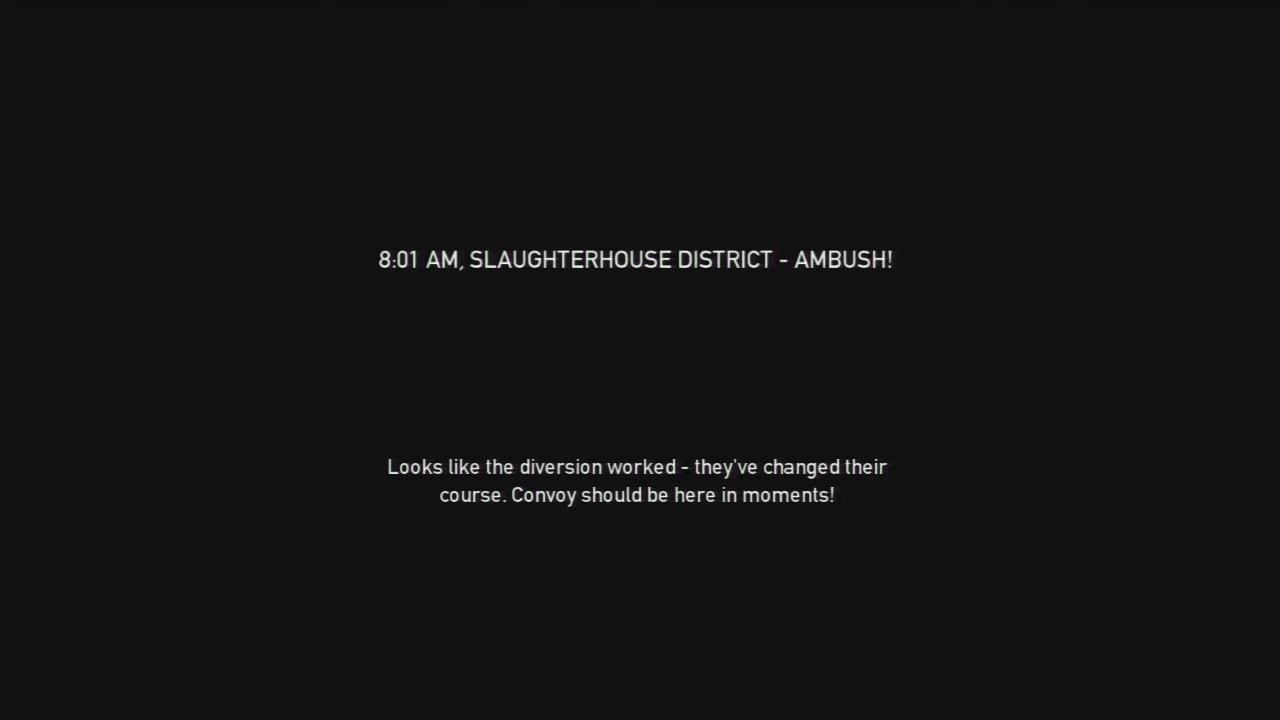 8:01 AM, SLAUGHTERHOUSE DISTRICT - AMBUSH!
Looks like the diversion worked - they've changed their
course. Convoy should be here in moments!